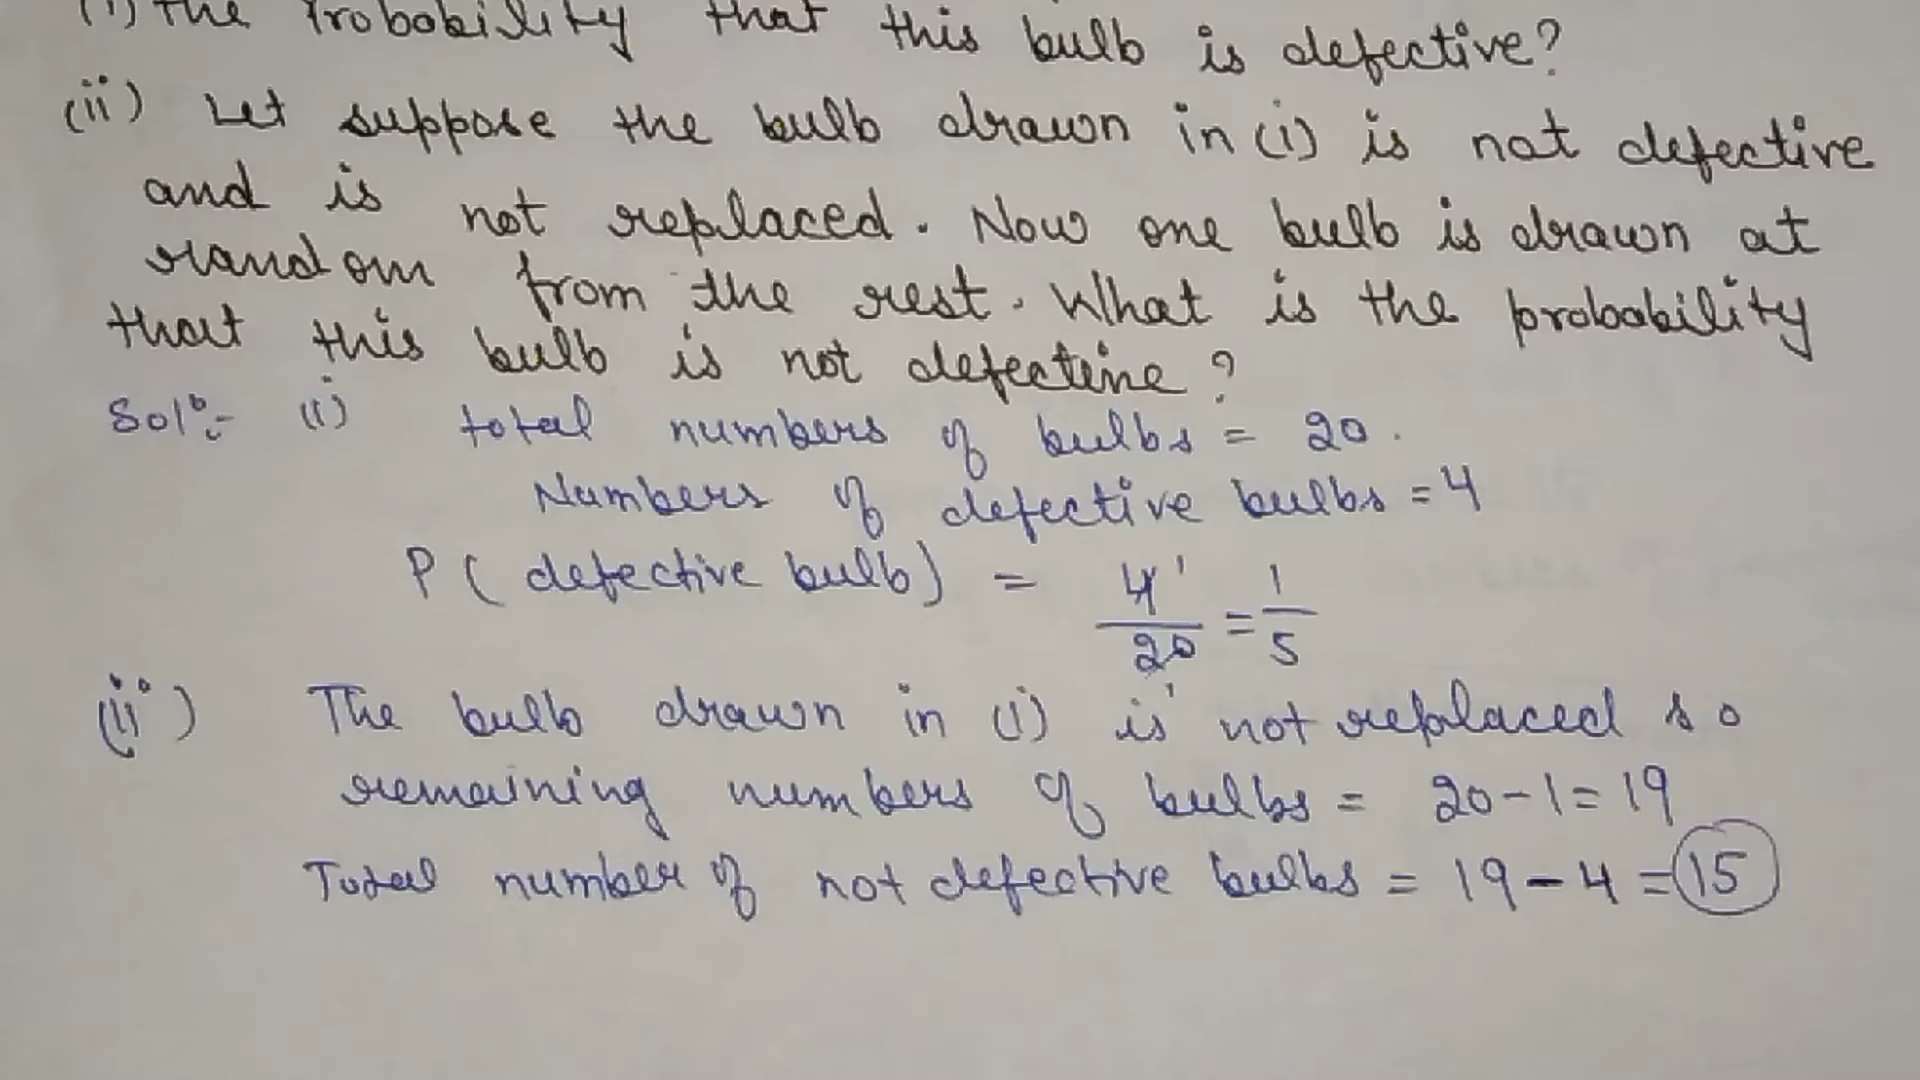 (i) The Probability that this bulb is defective?
(ii) Let suppose the bulb drawn in (i) is not defective
and is not replaced. Now one bulb is drawn at
random from the rest. What is the probability
that this bulb is not defective?
Sol:- (i) total numbers of bulbs = 20.
Numbers of defective bulbs = 4
P( defective bulb) = 4/20 = 1/5
(ii) The bulb drawn in (i) is not replaced so
remaining numbers of bulbs = 20-1=19
Total number of not defective bulbs = 19-4=15